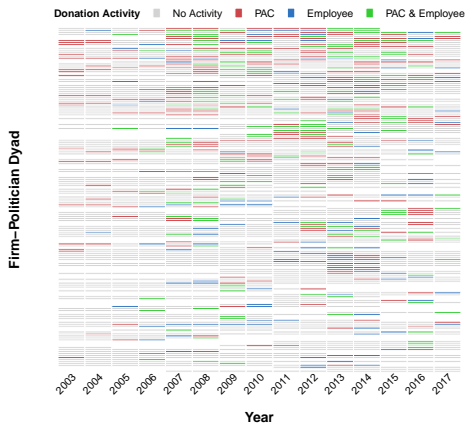 Donation Activity No Activity PAC Employee PAC & Employee
Firm−Politician Dyad
2003 2004 2005 2006 2007 2008 2009 2010 2011 2012 2013 2014 2015 2016 2017
Year